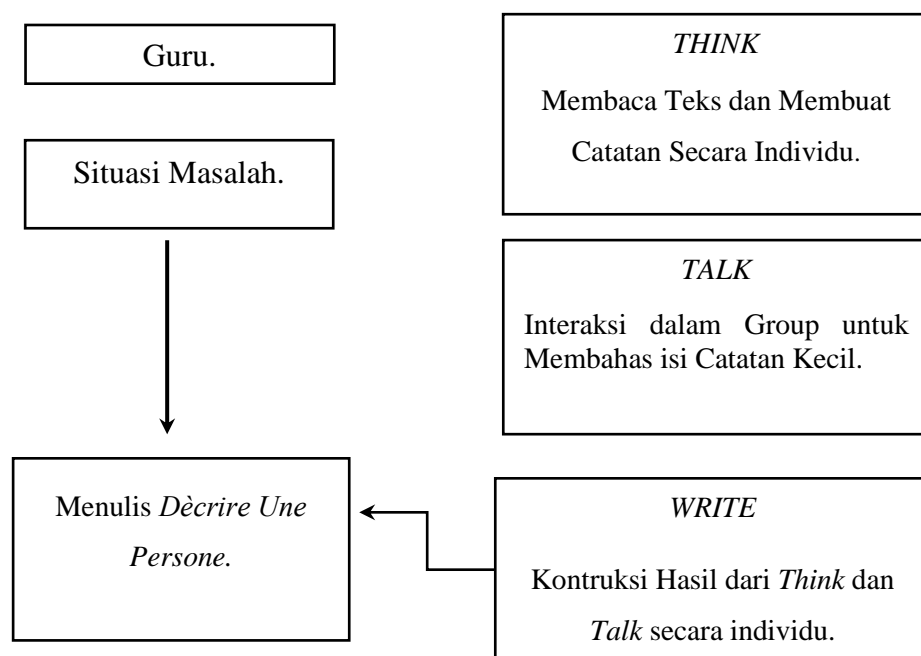 Guru.
Situasi Masalah.
Menulis Dècrire Une
Persone.
THINK
Membaca Teks dan Membuat
Catatan Secara Individu.
TALK
Interaksi dalam Group untuk
Membahas isi Catatan Kecil.
WRITE
Kontruksi Hasil dari Think dan
Talk secara individu.